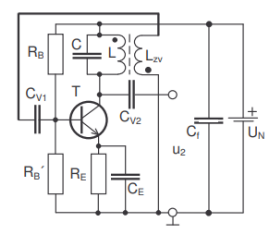 R_B
C
L
L_zv
+
C_V1
T
C_V2
C_f
U_N
u_2
R_B´
R_E
C_E